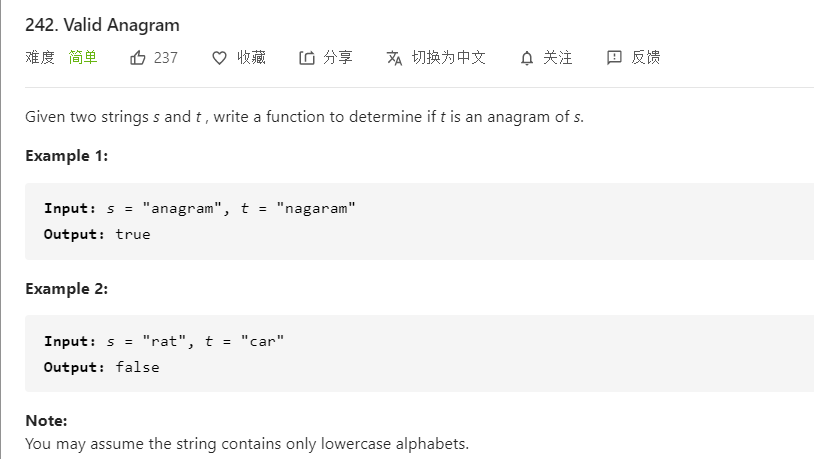 242. Valid Anagram
难度 简单 237 收藏 分享 切换为中文 关注 反馈
Given two strings s and t , write a function to determine if t is an anagram of s.
Example 1:
Input: s = "anagram", t = "nagaram"
Output: true
Example 2:
Input: s = "rat", t = "car"
Output: false
Note:
You may assume the string contains only lowercase alphabets.